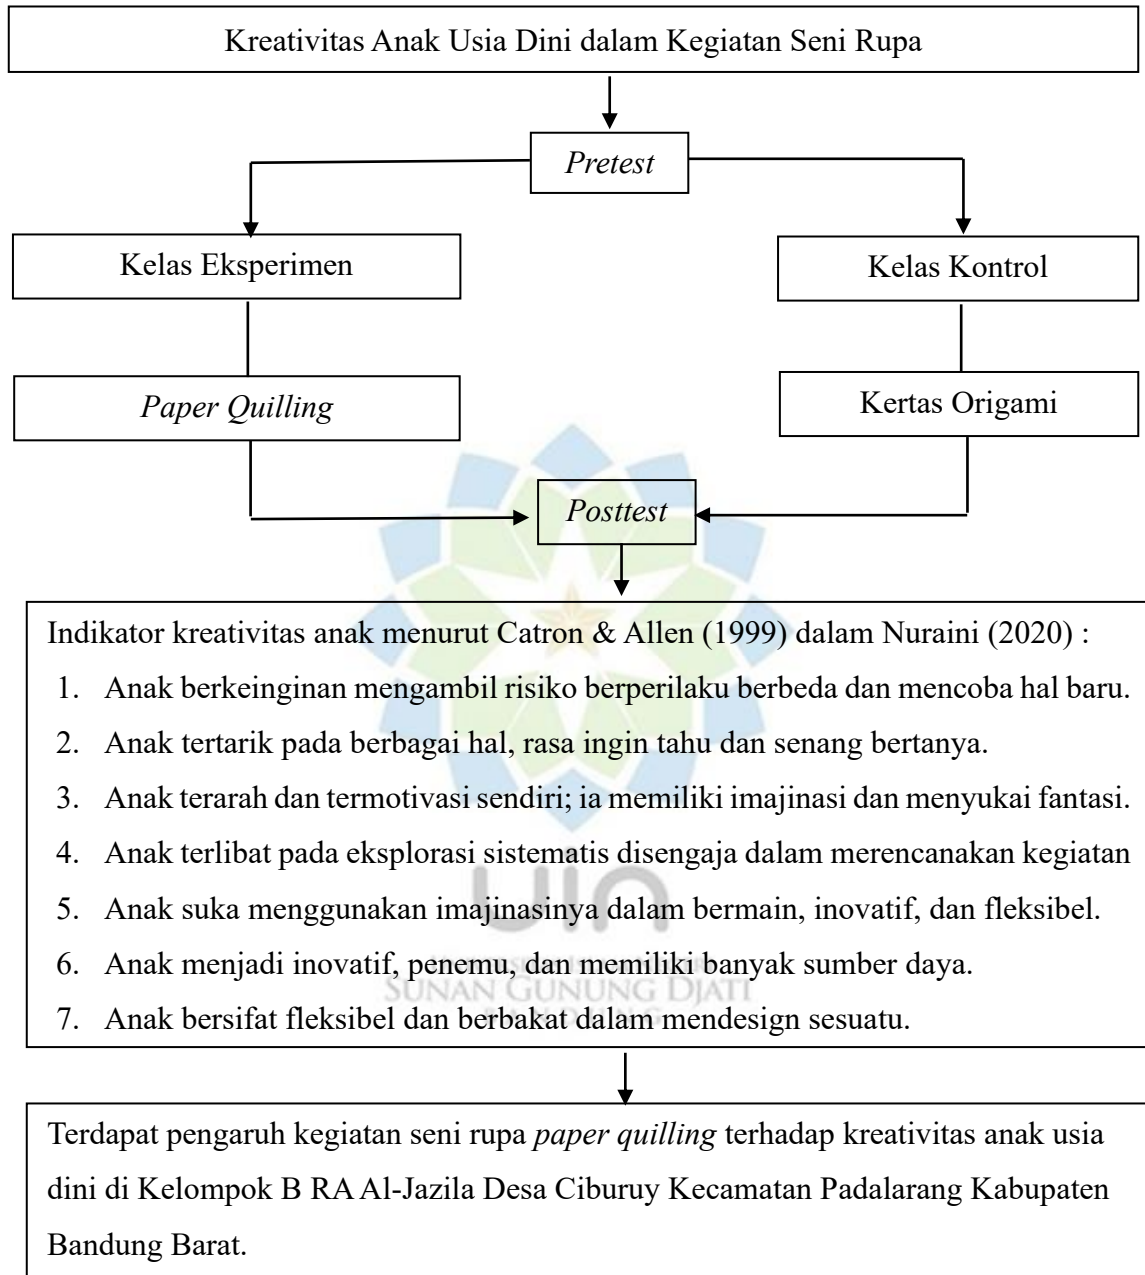 Kreativitas Anak Usia Dini dalam Kegiatan Seni Rupa
Pretest
Kelas Eksperimen
Kelas Kontrol
Paper Quilling
Kertas Origami
Posttest
Indikator kreativitas anak menurut Catron & Allen (1999) dalam Nuraini (2020) :
1. Anak berkeinginan mengambil risiko berperilaku berbeda dan mencoba hal baru.
2. Anak tertarik pada berbagai hal, rasa ingin tahu dan senang bertanya.
3. Anak terarah dan termotivasi sendiri; ia memiliki imajinasi dan menyukai fantasi.
4. Anak terlibat pada eksplorasi sistematis disengaja dalam merencanakan kegiatan
5. Anak suka menggunakan imajinasinya dalam bermain, inovatif, dan fleksibel.
uin
6. Anak menjadi inovatif, penemu, dan memiliki banyak sumber daya.
SUNAN GUNUNG DJATI
7. Anak bersifat fleksibel dan berbakat dalam mendesign sesuatu.
Terdapat pengaruh kegiatan seni rupa paper quilling terhadap kreativitas anak usia
dini di Kelompok B RA Al-Jazila Desa Ciburuy Kecamatan Padalarang Kabupaten
Bandung Barat.